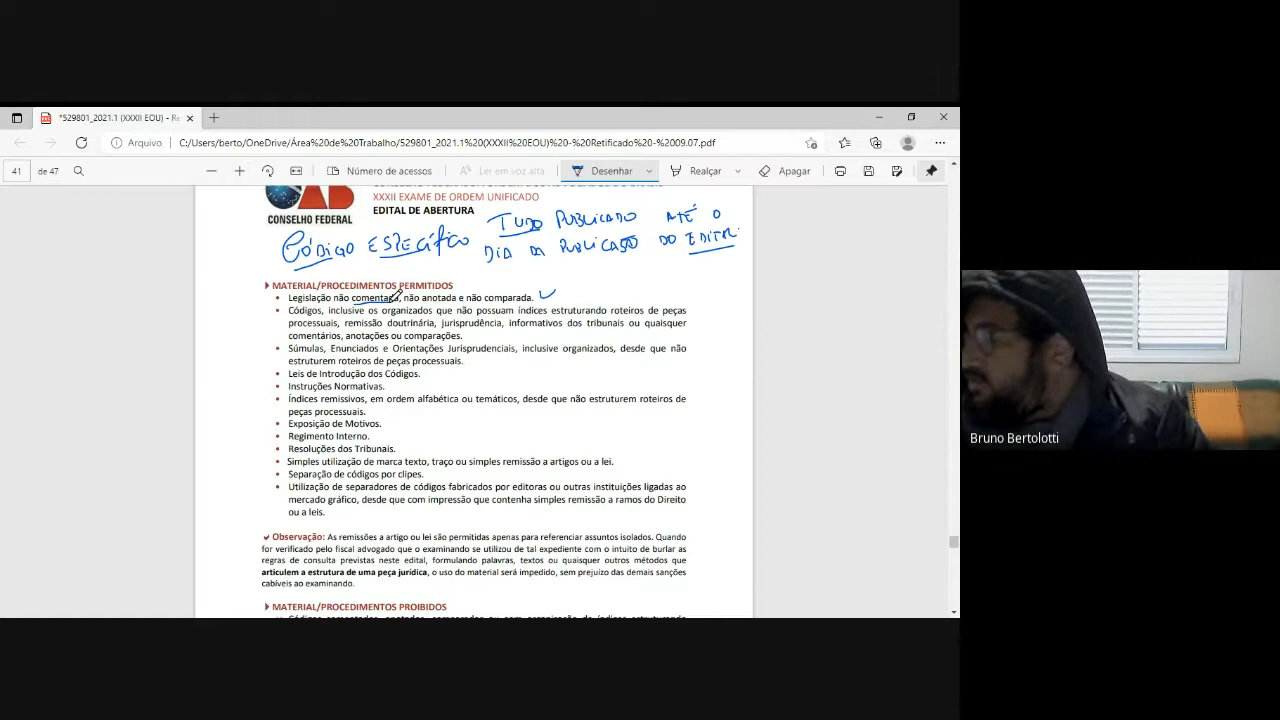 *529801_2021.1 (XXXII EOU) - Re
Arquivo C:/Users/berto/OneDrive/Área%20de%20Trabalho/529801_2021.1%20(XXXII%20EOU)%20-%20Retificado%20-%2009.07.pdf
41 de 47 Número de acessos Ler em voz alta Desenhar Realçar Apagar
OAB
CONSELHO FEDERAL
XXXII EXAME DE ORDEM UNIFICADO
EDITAL DE ABERTURA
CÓDIGO ESPECÍFICO
TUDO PUBLICADO ATÉ O
DIA DA PUBLICAÇÃO DO EDITAL
MATERIAL/PROCEDIMENTOS PERMITIDOS
• Legislação não comentada, não anotada e não comparada.
• Códigos, inclusive os organizados que não possuam índices estruturando roteiros de peças
processuais, remissão doutrinária, jurisprudência, informativos dos tribunais ou quaisquer
comentários, anotações ou comparações.
• Súmulas, Enunciados e Orientações Jurisprudenciais, inclusive organizados, desde que não
estruturem roteiros de peças processuais.
• Leis de Introdução dos Códigos.
• Instruções Normativas.
• Índices remissivos, em ordem alfabética ou temáticos, desde que não estruturem roteiros de
peças processuais.
• Exposição de Motivos.
• Regimento Interno.
• Resoluções dos Tribunais.
• Simples utilização de marca texto, traço ou simples remissão a artigos ou a lei.
• Separação de códigos por clipes.
• Utilização de separadores de códigos fabricados por editoras ou outras instituições ligadas ao
mercado gráfico, desde que com impressão que contenha simples remissão a ramos do Direito
ou a leis.
Observação: As remissões a artigo ou lei são permitidas apenas para referenciar assuntos isolados. Quando
for verificado pelo fiscal advogado que o examinando se utilizou de tal expediente com o intuito de burlar as
regras de consulta previstas neste edital, formulando palavras, textos ou quaisquer outros métodos que
articulem a estrutura de uma peça jurídica, o uso do material será impedido, sem prejuízo das demais sanções
cabíveis ao examinando.
MATERIAL/PROCEDIMENTOS PROIBIDOS
Bruno Bertolotti